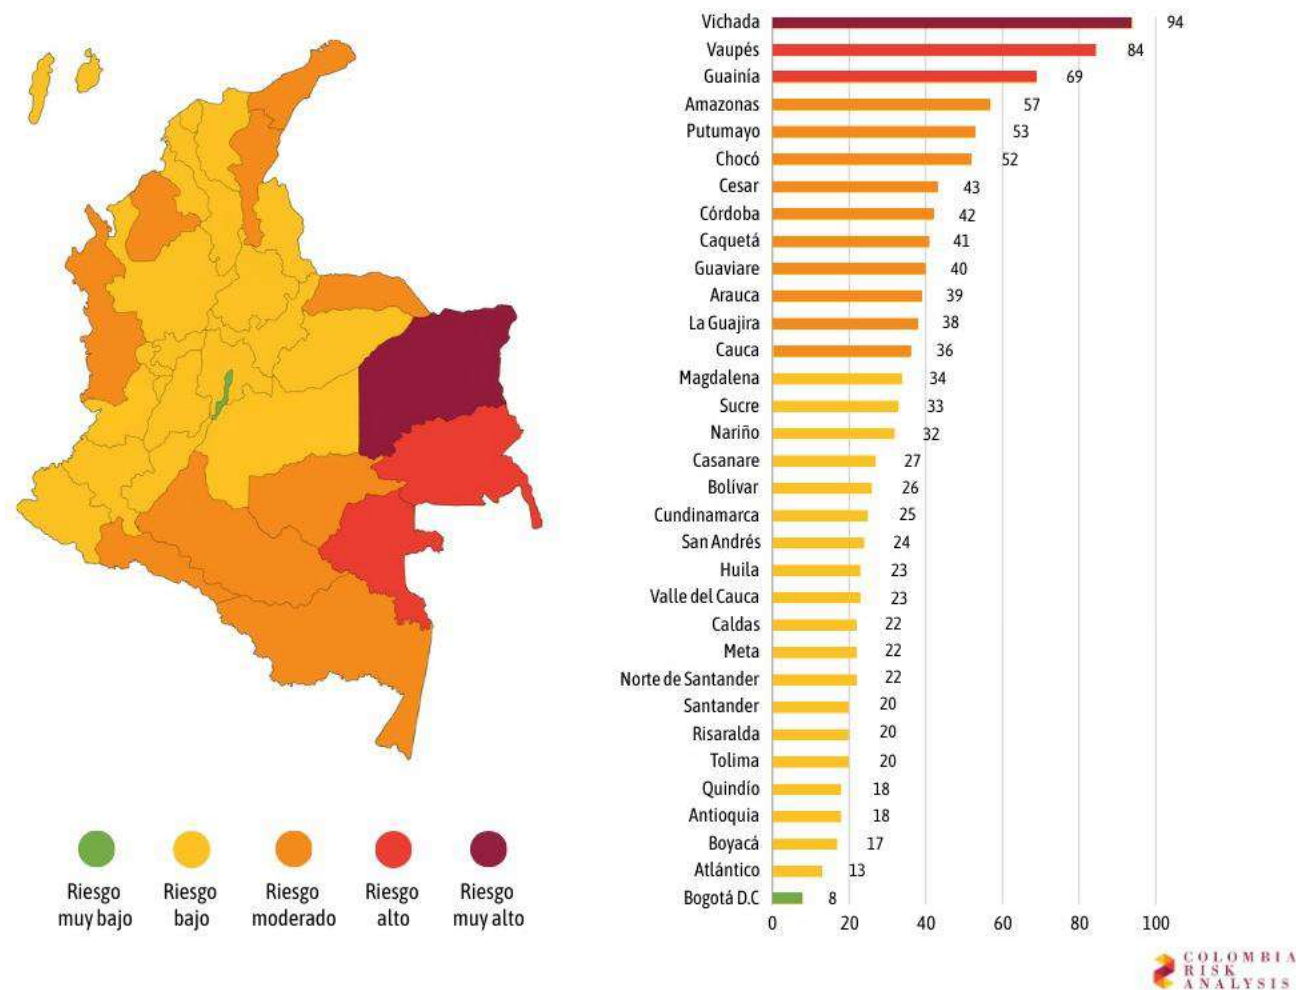 Vichada 94
Vaupés 84
Guainía 69
Amazonas 57
Putumayo 53
Chocó 52
Cesar 43
Córdoba 42
Caquetá 41
Guaviare 40
Arauca 39
La Guajira 38
Cauca 36
Magdalena 34
Sucre 33
Nariño 32
Casanare 27
Bolívar 26
Cundinamarca 25
San Andrés 24
Huila 23
Valle del Cauca 23
Caldas 22
Meta 22
Norte de Santander 22
Santander 20
Risaralda 20
Tolima 20
Quindío 18
Antioquia 18
Boyacá 17
Atlántico 13
Bogotá D.C 8
0 20 40 60 80 100
Riesgo muy bajo
Riesgo bajo
Riesgo moderado
Riesgo alto
Riesgo muy alto
COLOMBIA
RISK
ANALYSIS